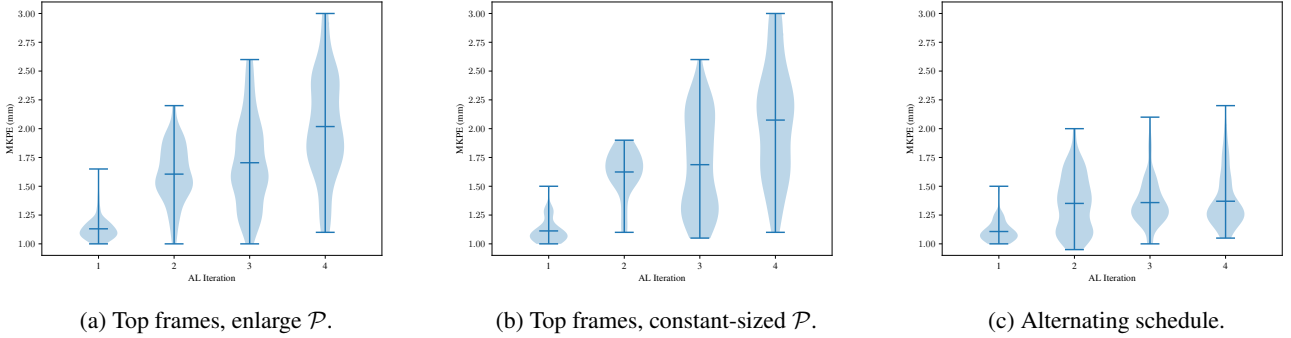 3.00
2.75
2.50
2.25
2.00
1.75
1.50
1.25
1.00
MKPE (mm)
1 2 3 4
AL Iteration
(a) Top frames, enlarge 𝒫.
3.00
2.75
2.50
2.25
2.00
1.75
1.50
1.25
1.00
MKPE (mm)
1 2 3 4
AL Iteration
(b) Top frames, constant-sized 𝒫.
3.00
2.75
2.50
2.25
2.00
1.75
1.50
1.25
1.00
MKPE (mm)
1 2 3 4
AL Iteration
(c) Alternating schedule.